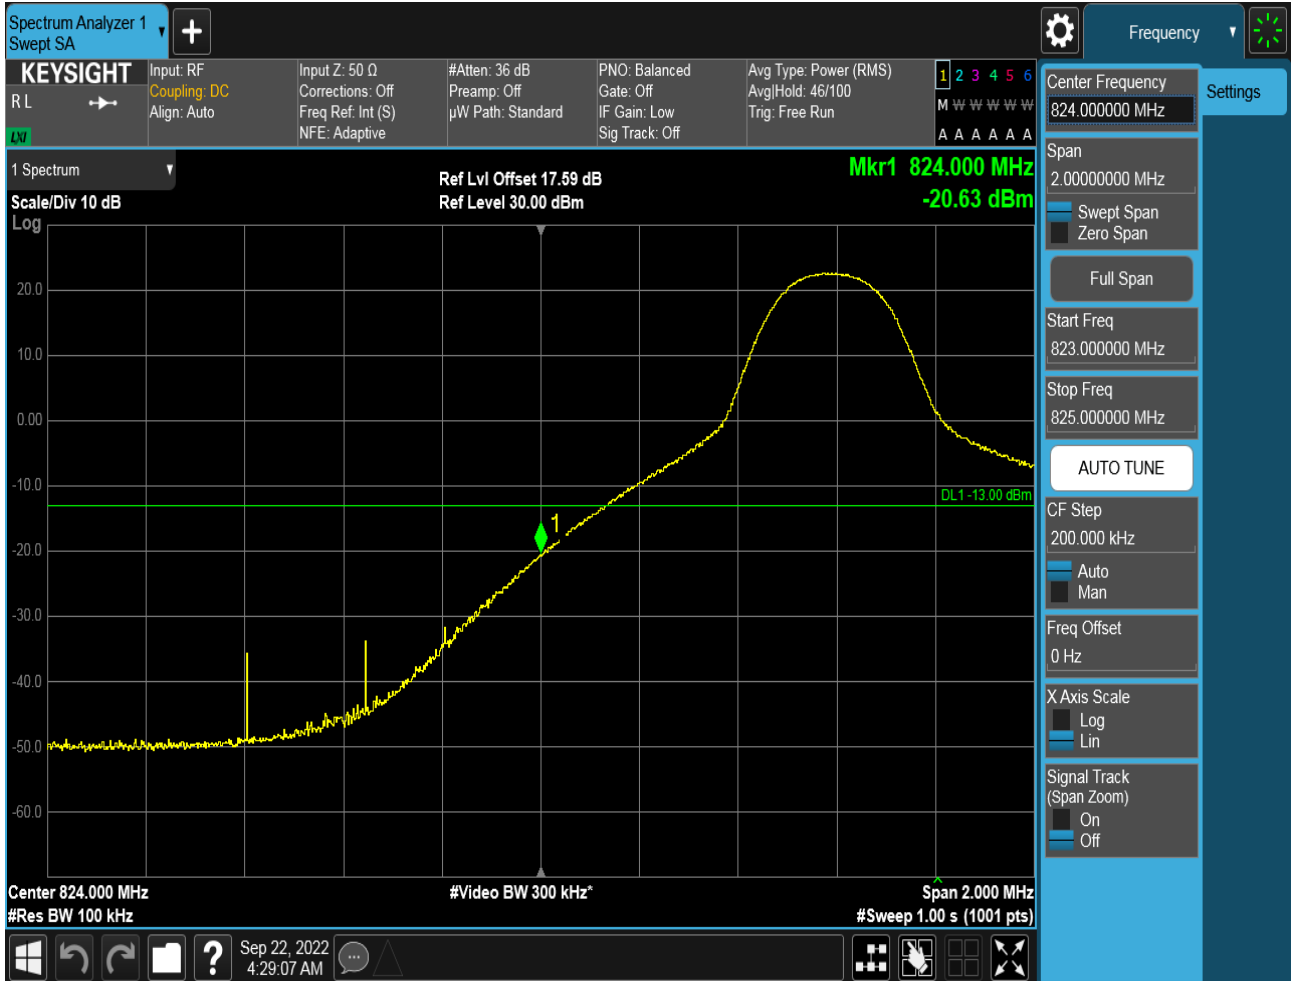 Spectrum Analyzer 1
Swept SA
Frequency
KEYSIGHT
R L
LXI
Input: RF
Coupling: DC
Align: Auto
Input Z: 50 Ω
Corrections: Off
Freq Ref: Int (S)
NFE: Adaptive
#Atten: 36 dB
Preamp: Off
µW Path: Standard
PNO: Balanced
Gate: Off
IF Gain: Low
Sig Track: Off
Avg Type: Power (RMS)
Avg|Hold: 46/100
Trig: Free Run
1 2 3 4 5 6
M W W W W W
A A A A A A
1 Spectrum
Scale/Div 10 dB
Log
Ref Lvl Offset 17.59 dB
Ref Level 30.00 dBm
Mkr1 824.000 MHz
-20.63 dBm
20.0
10.0
0.00
-10.0
-20.0
-30.0
-40.0
-50.0
-60.0
DL1 -13.00 dBm
1
Center 824.000 MHz
#Res BW 100 kHz
#Video BW 300 kHz*
Span 2.000 MHz
#Sweep 1.00 s (1001 pts)
Center Frequency
824.000000 MHz
Settings
Span
2.00000000 MHz
Swept Span
Zero Span
Full Span
Start Freq
823.000000 MHz
Stop Freq
825.000000 MHz
AUTO TUNE
CF Step
200.000 kHz
Auto
Man
Freq Offset
0 Hz
X Axis Scale
Log
Lin
Signal Track
(Span Zoom)
On
Off
?
Sep 22, 2022
4:29:07 AM